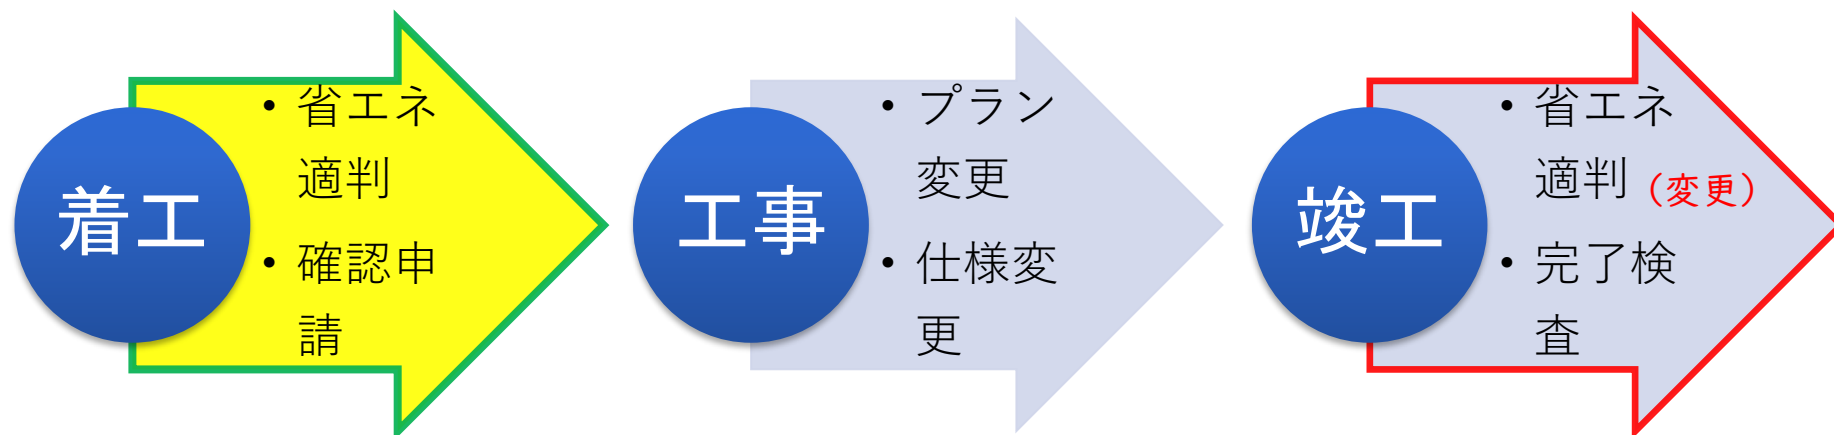 着工
• 省エネ
適判
• 確認申
請
工事
• プラン
変更
• 仕様変
更
竣工
• 省エネ
適判(変更)
• 完了検
査